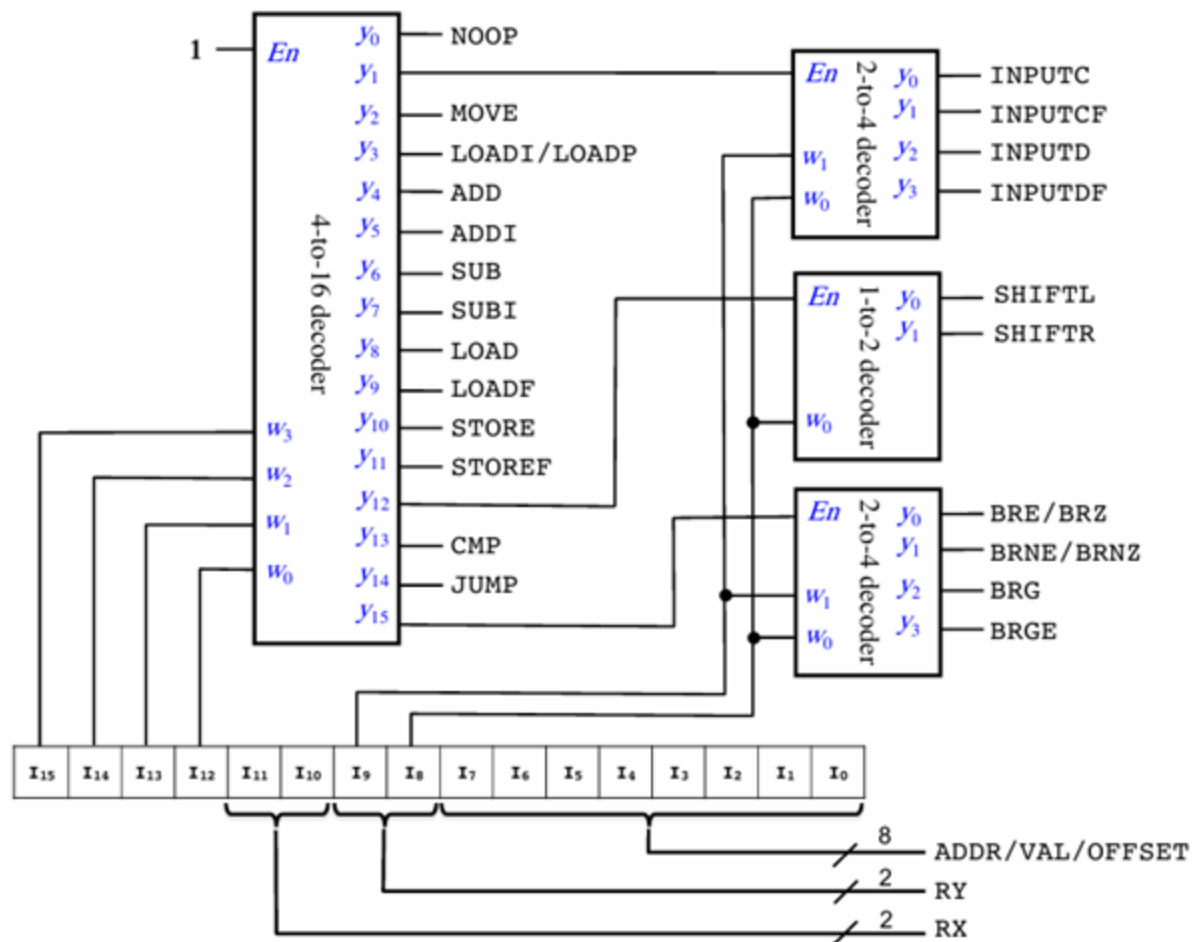 1
En
y0
y1
y2
y3
y4
y5
y6
y7
y8
y9
y10
y11
y12
y13
y14
y15
w3
w2
w1
w0
4-to-16 decoder
NOOP
MOVE
LOADI/LOADP
ADD
ADDI
SUB
SUBI
LOAD
LOADF
STORE
STOREF
CMP
JUMP
En
w1
w0
2-to-4 decoder
y0
y1
y2
y3
INPUTC
INPUTCF
INPUTD
INPUTDF
En
w0
1-to-2 decoder
y0
y1
SHIFTL
SHIFTR
En
w1
w0
2-to-4 decoder
y0
y1
y2
y3
BRE/BRZ
BRNE/BRNZ
BRG
BRGE
I15 I14 I13 I12 I11 I10 I9 I8 I7 I6 I5 I4 I3 I2 I1 I0
8 ADDR/VAL/OFFSET
2 RY
2 RX